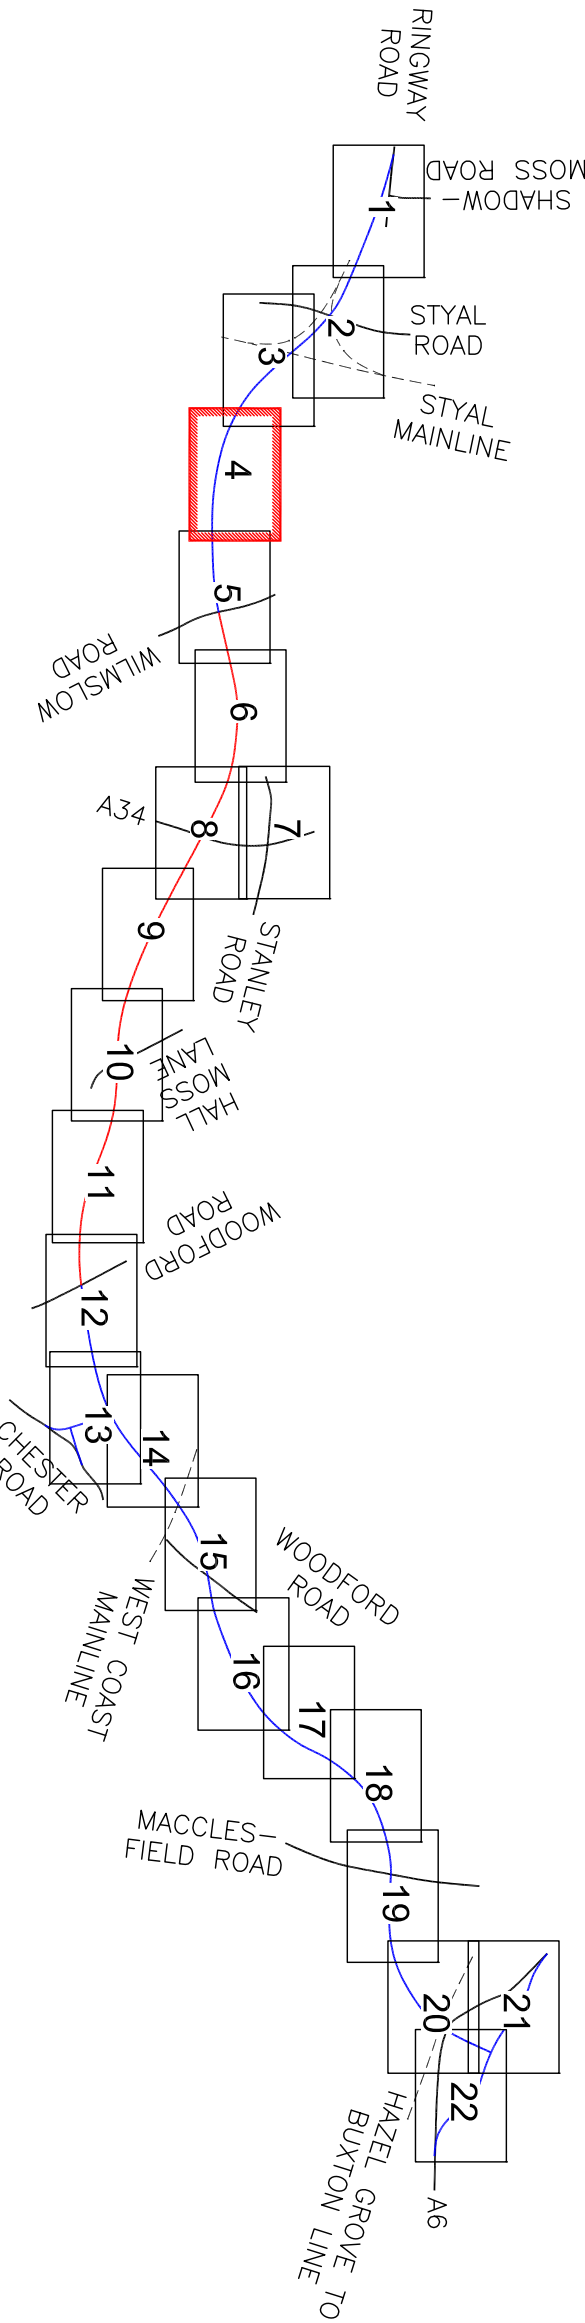 RINGWAY
ROAD
SHADOW-
MOSS ROAD
1
STYAL
ROAD
2
3
STYAL
MAINLINE
4
5
WILMSLOW
ROAD
6
A34
8
7
STANLEY
ROAD
9
10
HALL
MOSS
LANE
11
WOODFORD
ROAD
12
13
CHESTER
ROAD
14
15
WOODFORD
ROAD
WEST COAST
MAINLINE
16
17
18
MACCLES-
FIELD ROAD
19
20
21
22
HAZEL GROVE TO
BUXTON LINE
A6